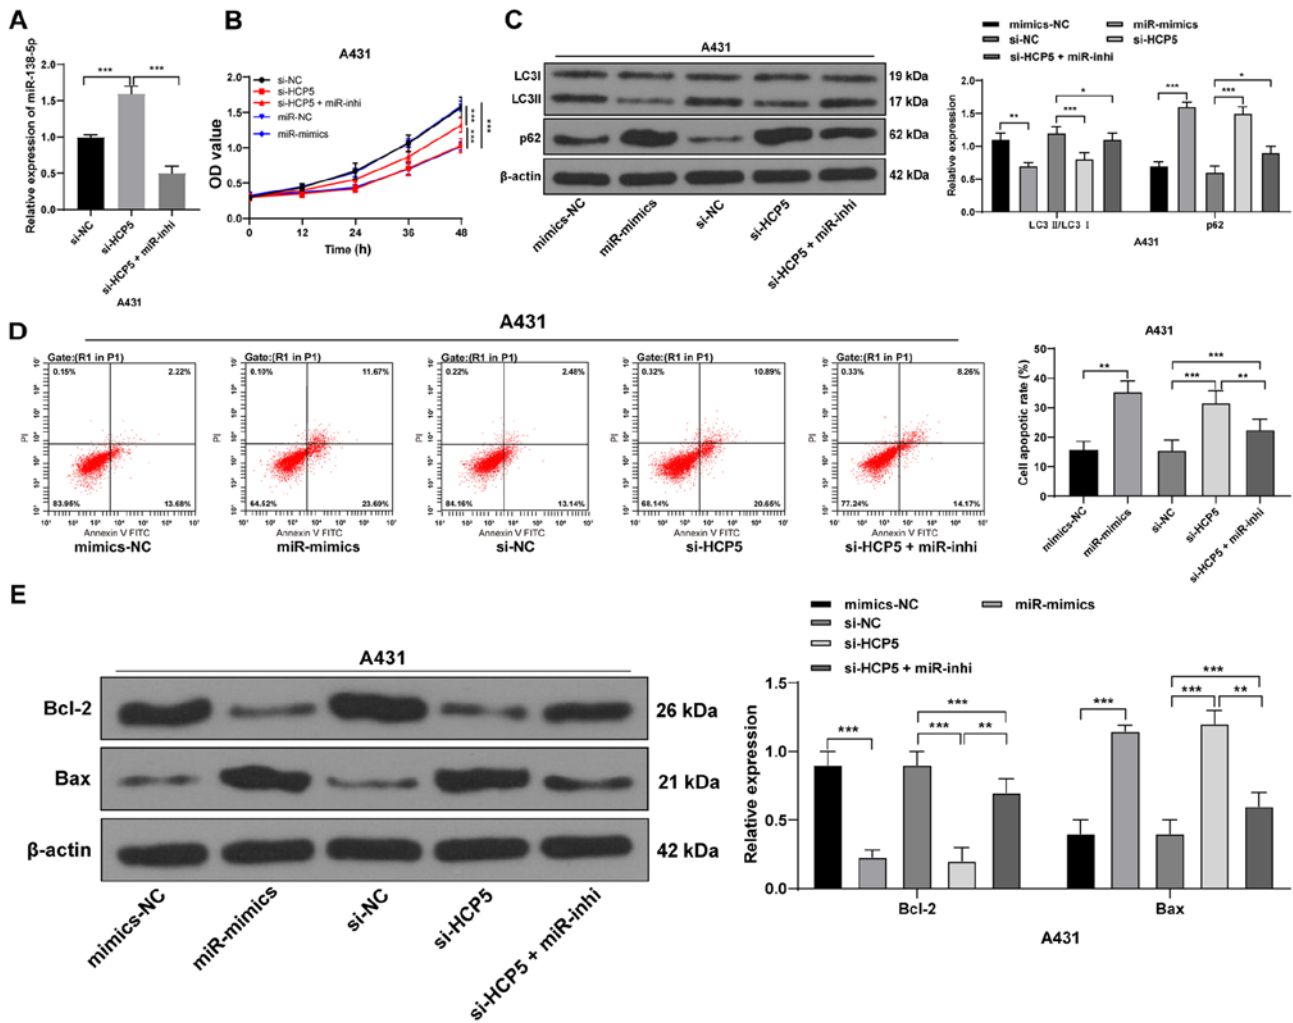 A
Relative expression of miR-138-5p
2.0
1.5
1.0
0.5
0.0
***
***
si-NC
si-HCP5
si-HCP5 + miR-inhi
A431
B
A431
OD value
2.0
1.5
1.0
0.5
0.0
si-NC
si-HCP5
si-HCP5 + miR-inhi
miR-NC
miR-mimics
***
***
***
0
12
24
36
48
Time (h)
C
A431
LC3I
19 kDa
LC3II
17 kDa
p62
62 kDa
β-actin
42 kDa
mimics-NC
miR-mimics
si-NC
si-HCP5
si-HCP5 + miR-inhi
mimics-NC
miR-mimics
si-NC
si-HCP5
si-HCP5 + miR-inhi
Relative expression
2.0
1.5
1.0
0.5
0.0
**
***
*
***
***
*
LC3 II/LC3 I
p62
A431
D
A431
Gate:(R1 in P1)
0.15%
2.22%
83.95%
13.68%
PI
Annexin V FITC
mimics-NC
Gate:(R1 in P1)
0.10%
11.67%
64.52%
23.69%
PI
Annexin V FITC
miR-mimics
Gate:(R1 in P1)
0.22%
2.48%
84.16%
13.14%
PI
Annexin V FITC
si-NC
Gate:(R1 in P1)
0.32%
10.89%
68.14%
20.65%
PI
Annexin V FITC
si-HCP5
Gate:(R1 in P1)
0.33%
8.26%
77.24%
14.17%
PI
Annexin V FITC
si-HCP5 + miR-inhi
A431
Cell apopotic rate (%)
50
40
30
20
10
0
**
***
***
**
mimics-NC
miR-mimics
si-NC
si-HCP5
si-HCP5 + miR-inhi
E
A431
Bcl-2
26 kDa
Bax
21 kDa
β-actin
42 kDa
mimics-NC
miR-mimics
si-NC
si-HCP5
si-HCP5 + miR-inhi
mimics-NC
miR-mimics
si-NC
si-HCP5
si-HCP5 + miR-inhi
Relative expression
1.5
1.0
0.5
0.0
***
***
***
**
***
***
***
**
Bcl-2
Bax
A431